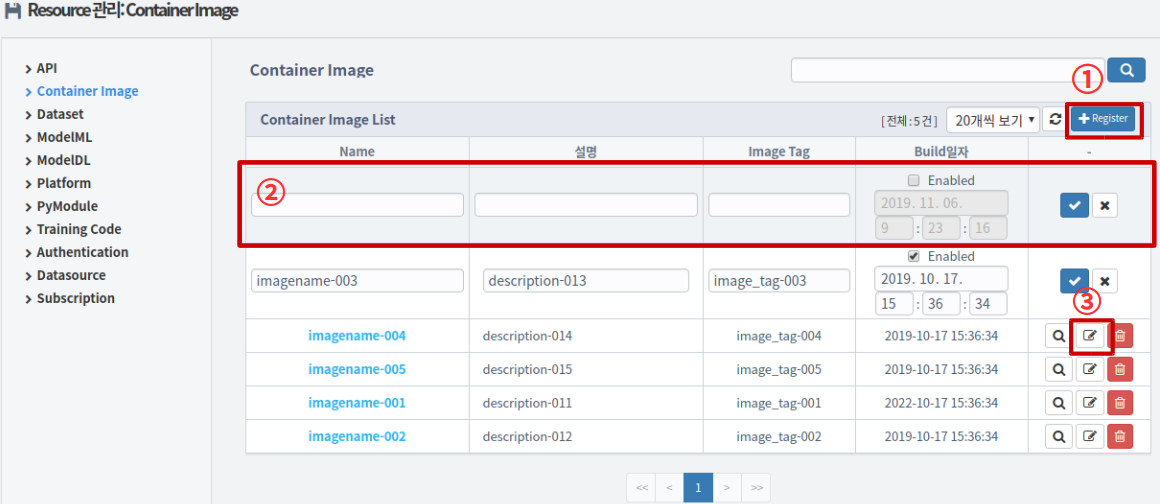 Resource 관리: Container Image
API
Container Image
Dataset
ModelML
ModelDL
Platform
PyModule
Training Code
Authentication
Datasource
Subscription
Container Image
①
Container Image List [ 전체 : 5 건 ] 20개씩 보기 Register
Name 설명 Image Tag Build일자 -
②
Enabled
2019. 11. 06.
9 : 23 : 16
Enabled
imagename-003 description-013 image_tag-003 2019. 10. 17.
15 : 36 : 34
③
imagename-004 description-014 image_tag-004 2019-10-17 15:36:34
imagename-005 description-015 image_tag-005 2019-10-17 15:36:34
imagename-001 description-011 image_tag-001 2022-10-17 15:36:34
imagename-002 description-012 image_tag-002 2019-10-17 15:36:34
<< < 1 > >>